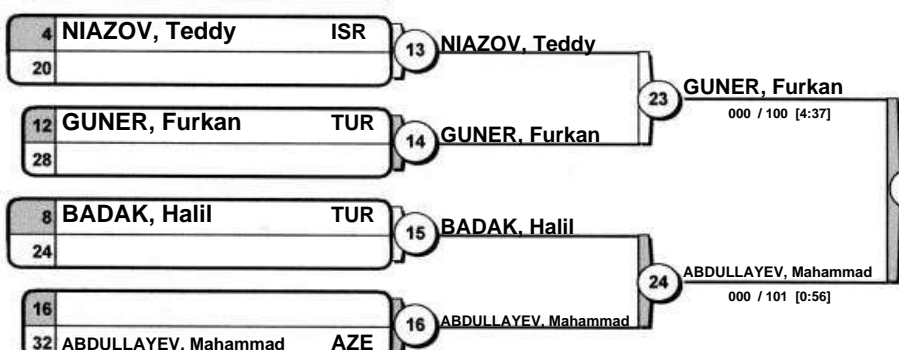 4 NIAZOV, Teddy ISR
20
13 NIAZOV, Teddy
12 GUNER, Furkan TUR
28
14 GUNER, Furkan
23 GUNER, Furkan
000 / 100 [4:37]
8 BADAK, Halil TUR
24
15 BADAK, Halil
16
32 ABDULLAYEV, Mahammad AZE
16 ABDULLAYEV, Mahammad
24 ABDULLAYEV, Mahammad
000 / 101 [0:56]